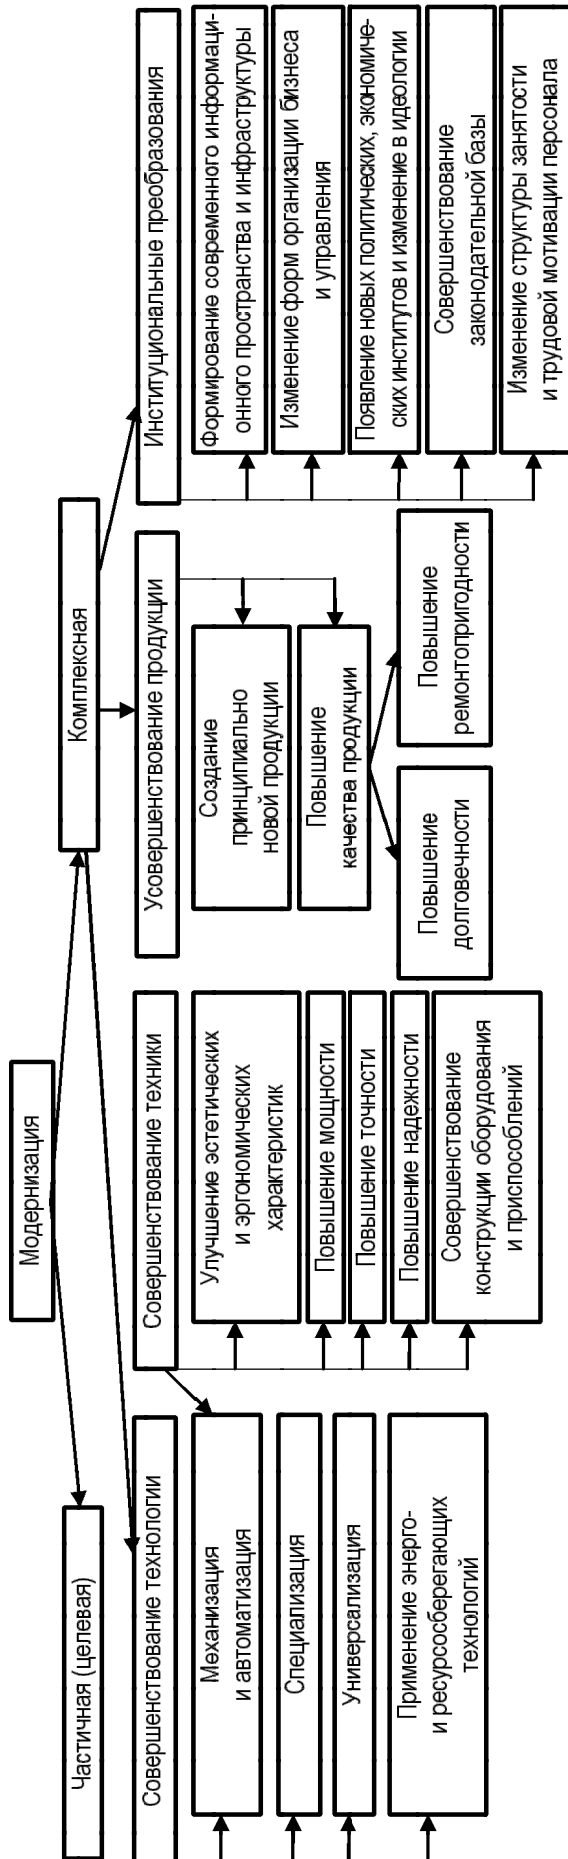 Модернизация
Частичная (целевая)
Комплексная
Совершенствование технологии
Совершенствование техники
Усовершенствование продукции
Институциональные преобразования
Механизация
и автоматизация
Специализация
Универсализация
Применение энерго-
и ресурсосберегающих
технологий
Улучшение эстетических
и эргономических
характеристик
Повышение мощности
Повышение точности
Повышение надежности
Совершенствование
конструкции оборудования
и приспособлений
Создание
принципиально
новой продукции
Повышение
качества продукции
Повышение
долговечности
Повышение
ремонтопригодности
Формирование современного информаци-
онного пространства и инфраструктуры
Изменение форм организации бизнеса
и управления
Появление новых политических, экономиче-
ских институтов и изменение в идеологии
Совершенствование
законодательной базы
Изменение структуры занятости
и трудовой мотивации персонала